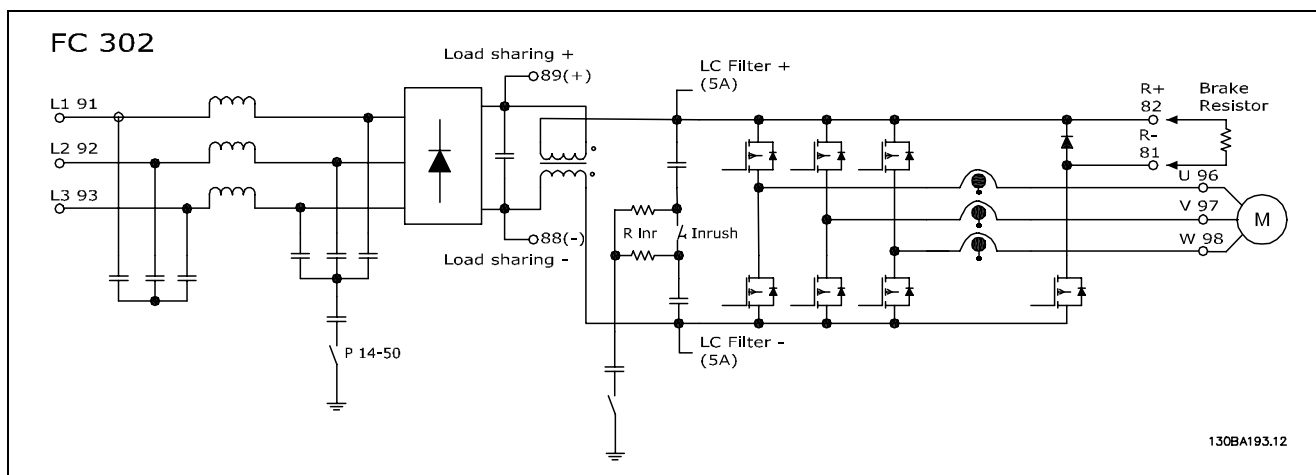 FC 302
Load sharing +
89(+)
LC Filter +
(5A)
R+
82
Brake
Resistor
L1 91
L2 92
L3 93
R-
81
U 96
V 97
W 98
M
R Inr
Inrush
88(-)
Load sharing -
LC Filter -
(5A)
P 14-50
130BA193.12